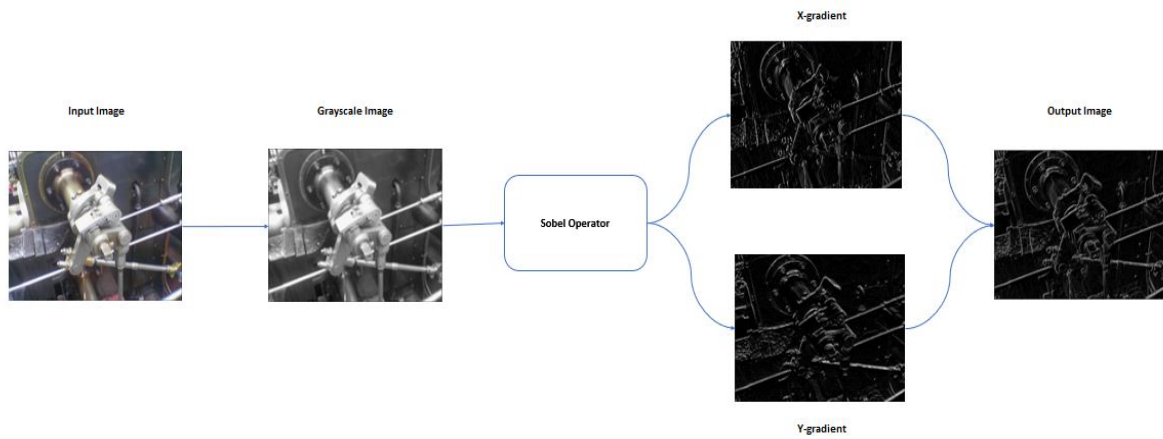 X-gradient
Input Image
Grayscale Image
Output Image
Sobel Operator
Y-gradient